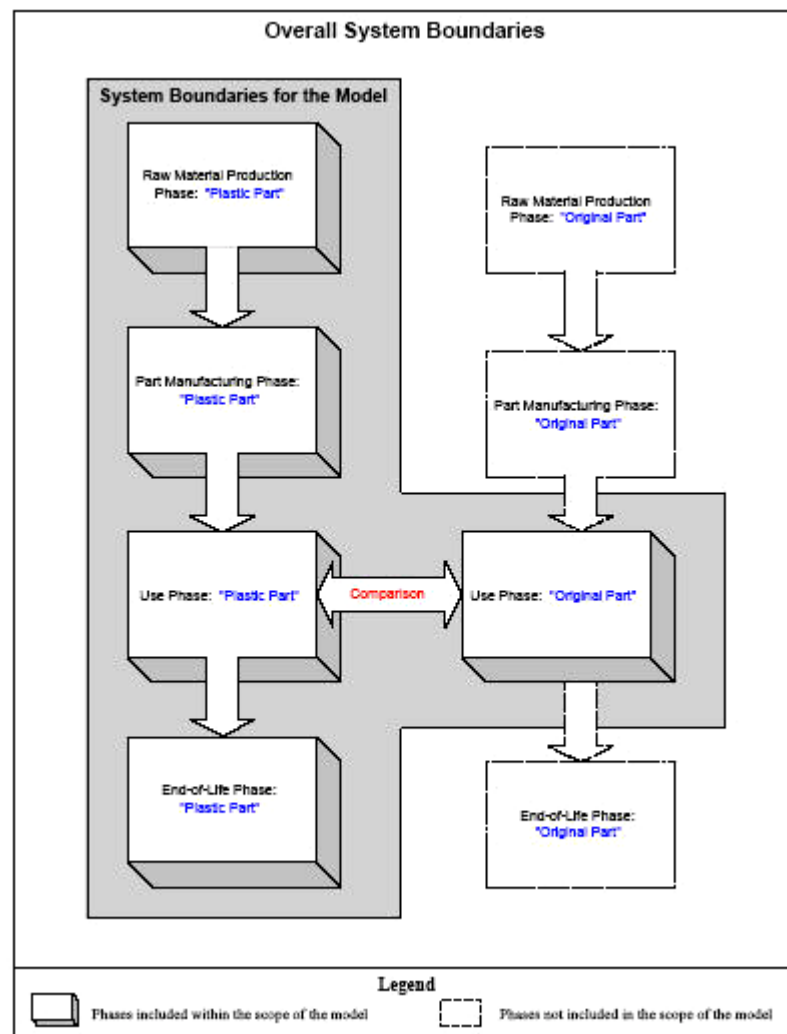 Overall System Boundaries
System Boundaries for the Model
Raw Material Production
Phase: "Plastic Part"
Raw Material Production
Phase: "Original Part"
Part Manufacturing Phase:
"Plastic Part"
Part Manufacturing Phase:
"Original Part"
Use Phase: "Plastic Part"
Comparison
Use Phase: "Original Part"
End-of-Life Phase:
"Plastic Part"
End-of-Life Phase:
"Original Part"
Legend
Phases included within the scope of the model
Phases not included in the scope of the model